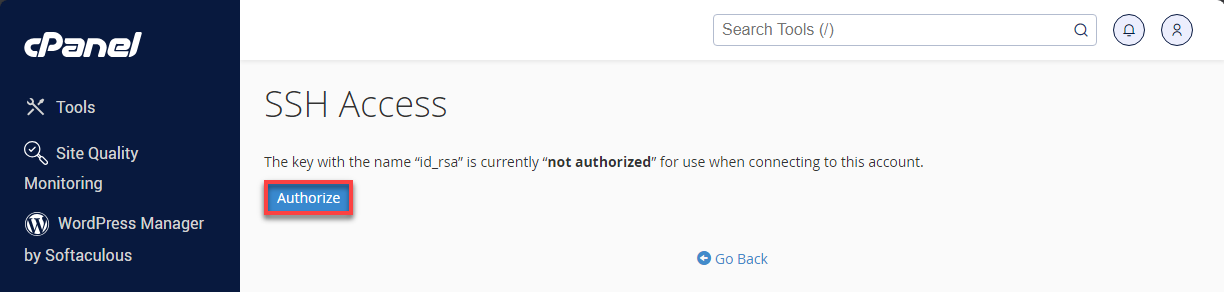 cPanel
Search Tools (/)
Tools
Site Quality
Monitoring
WordPress Manager
by Softaculous
SSH Access
The key with the name “id_rsa” is currently “not authorized” for use when connecting to this account.
Authorize
Go Back